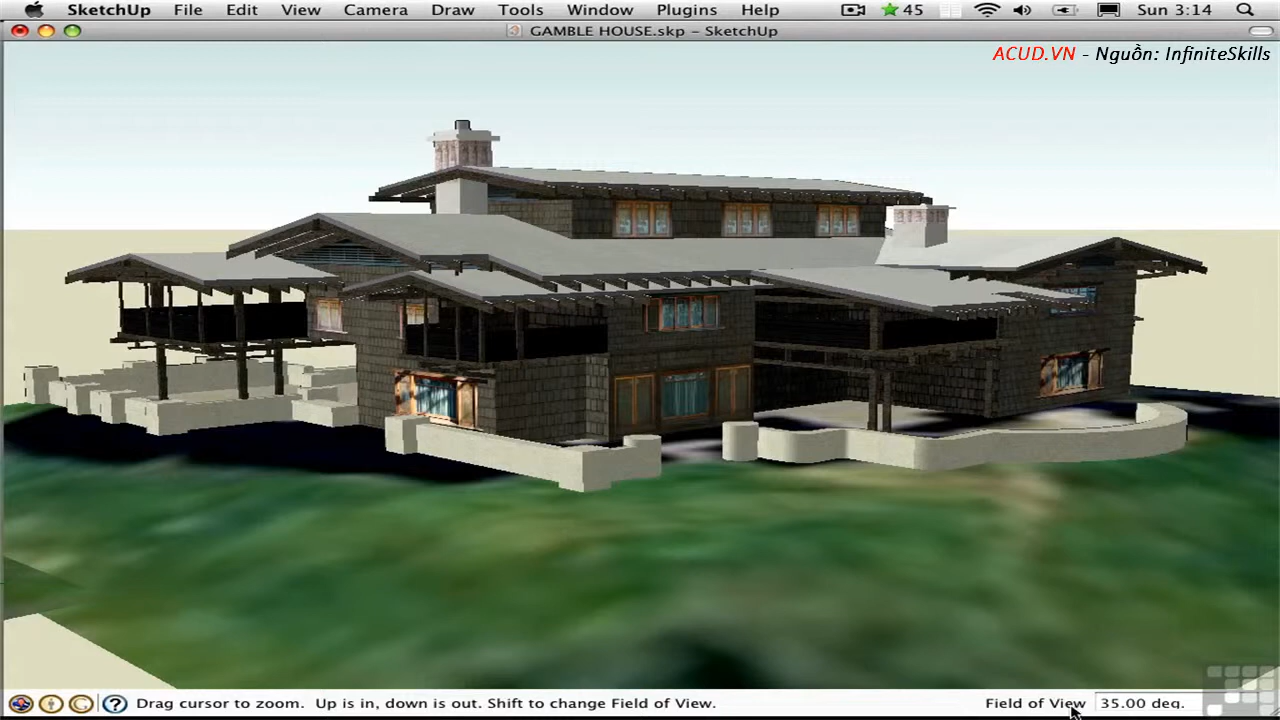 SketchUp File Edit View Camera Draw Tools Window Plugins Help 45 Sun 3:14
GAMBLE HOUSE.skp – SketchUp
ACUD.VN - Nguồn: InfiniteSkills
Drag cursor to zoom. Up is in, down is out. Shift to change Field of View. Field of View 35.00 deg.